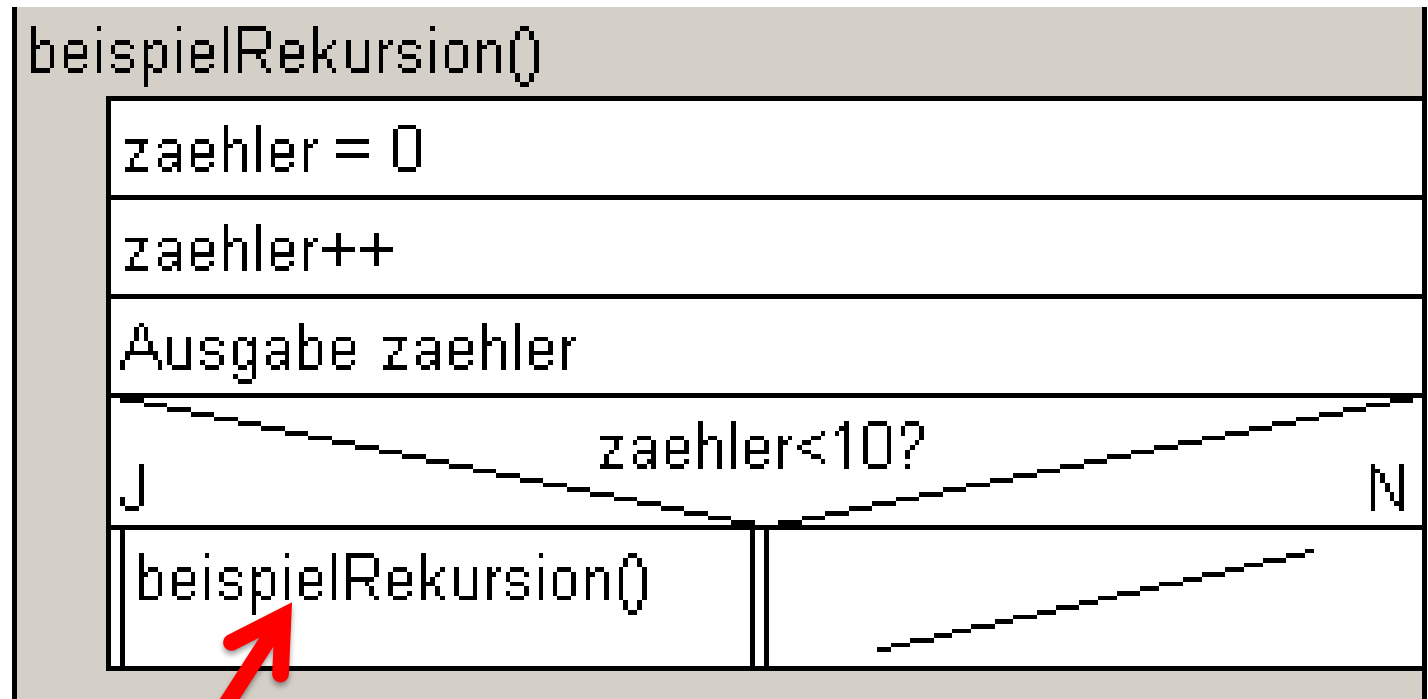 beispielRekursion()
zaehler = 0
zaehler++
Ausgabe zaehler
zaehler<10?
J
N
beispielRekursion()